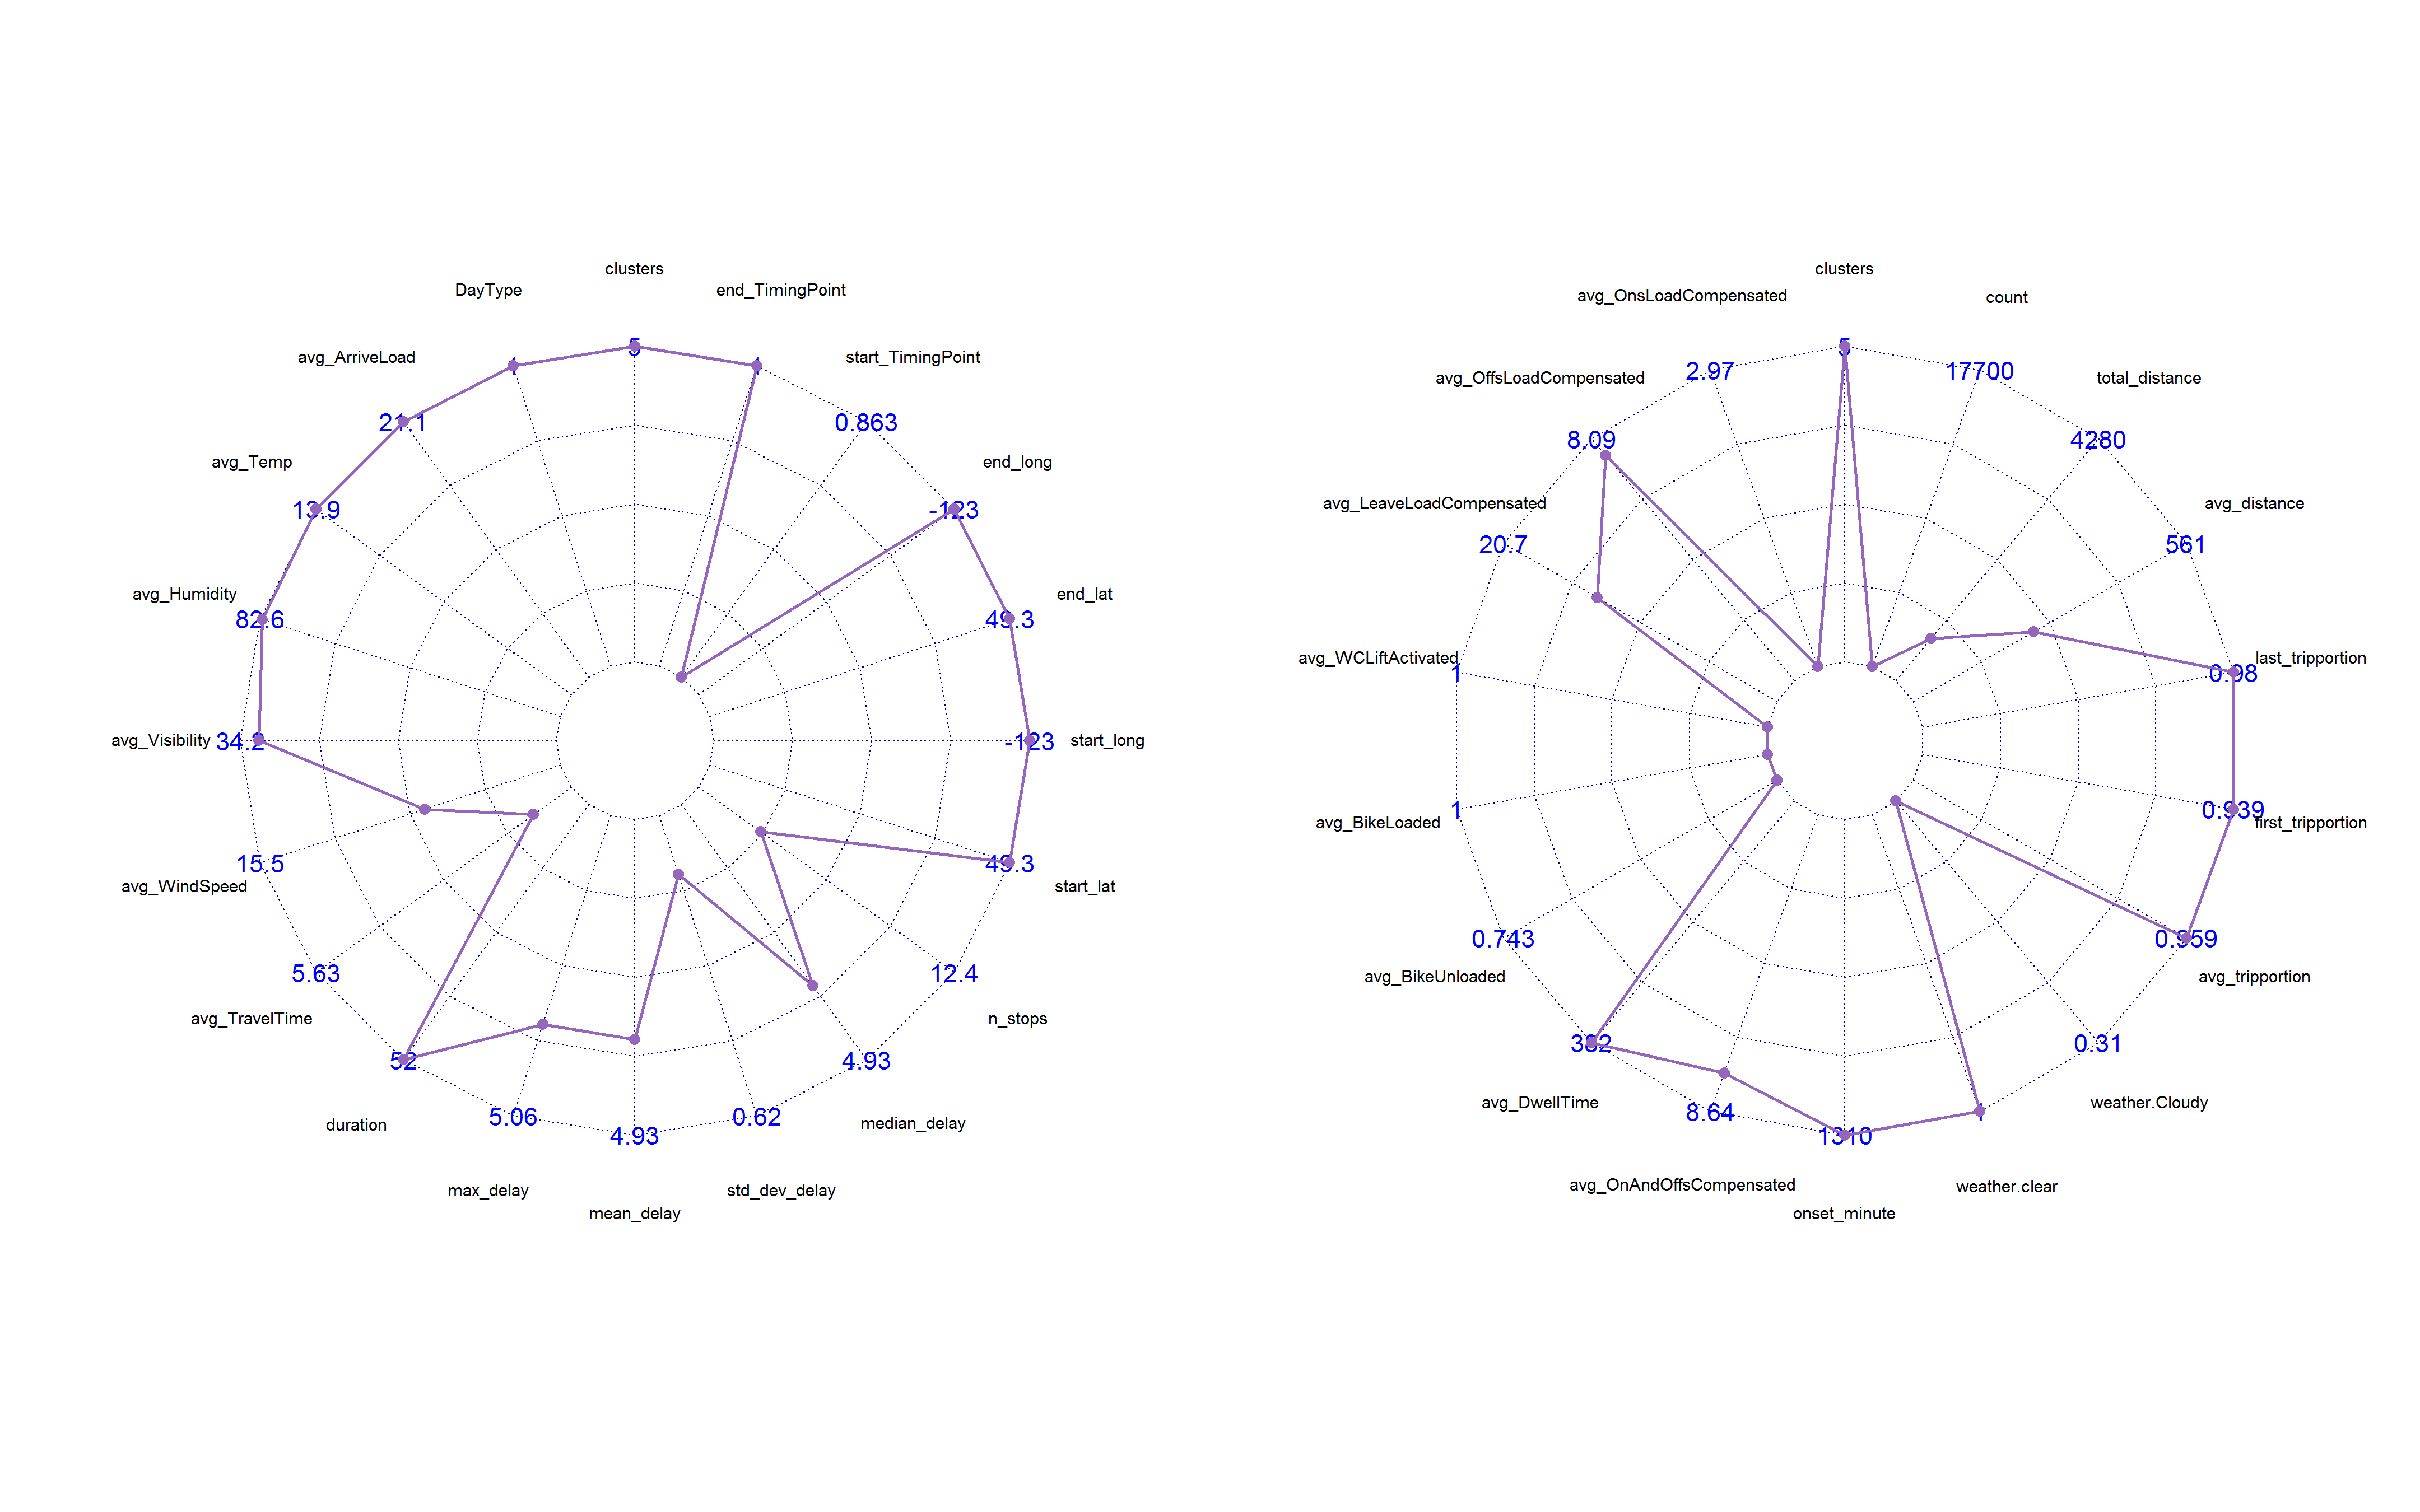 clusters
DayType
end_TimingPoint
avg_ArriveLoad
start_TimingPoint
avg_Temp
end_long
avg_Humidity
end_lat
avg_Visibility
start_long
avg_WindSpeed
start_lat
avg_TravelTime
n_stops
duration
median_delay
max_delay
std_dev_delay
mean_delay
5
1
1
21.1
0.863
13.9
-123
82.6
49.3
34.2
-123
15.5
49.3
5.63
12.4
52
4.93
5.06
0.62
4.93
clusters
avg_OnsLoadCompensated
count
avg_OffsLoadCompensated
total_distance
avg_LeaveLoadCompensated
avg_distance
avg_WCLiftActivated
last_tripportion
avg_BikeLoaded
first_tripportion
avg_BikeUnloaded
avg_tripportion
avg_DwellTime
weather.Cloudy
avg_OnAndOffsCompensated
weather.clear
onset_minute
5
2.97
17700
8.09
4280
20.7
561
1
0.98
1
0.939
0.743
0.959
382
0.31
8.64
1
1310